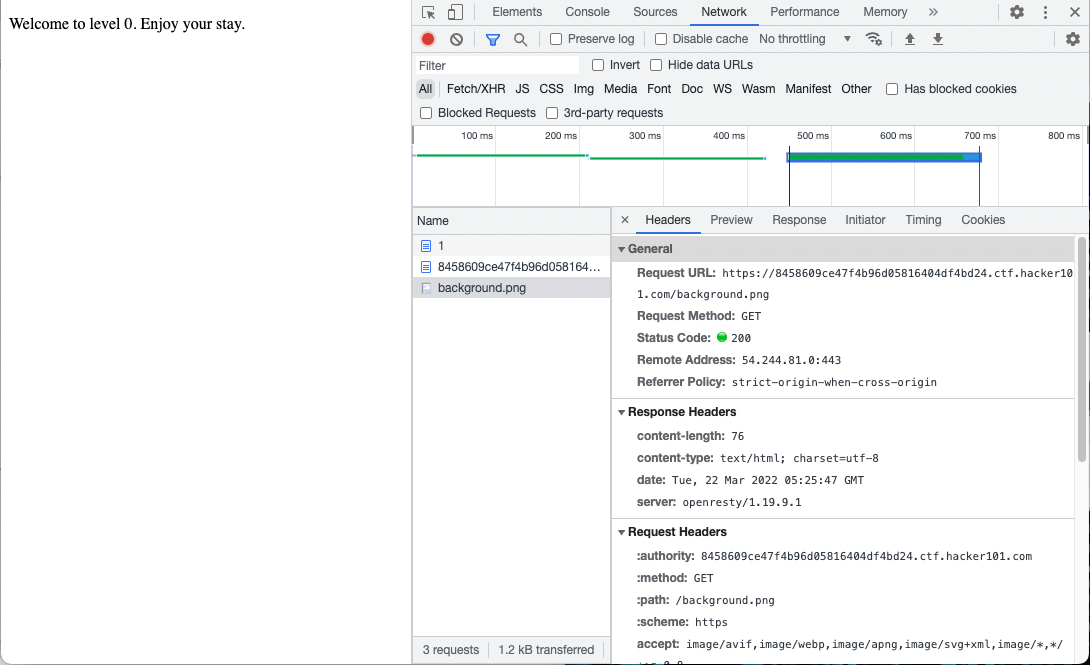 Welcome to level 0. Enjoy your stay.
Elements Console Sources Network Performance Memory »
Preserve log Disable cache No throttling
Filter Invert Hide data URLs
All Fetch/XHR JS CSS Img Media Font Doc WS Wasm Manifest Other Has blocked cookies
Blocked Requests 3rd-party requests
100 ms 200 ms 300 ms 400 ms 500 ms 600 ms 700 ms 800 ms
Name
1
8458609ce47f4b96d058164...
background.png
3 requests 1.2 kB transferred
× Headers Preview Response Initiator Timing Cookies
General
Request URL: https://8458609ce47f4b96d05816404df4bd24.ctf.hacker10
1.com/background.png
Request Method: GET
Status Code: 200
Remote Address: 54.244.81.0:443
Referrer Policy: strict-origin-when-cross-origin
Response Headers
content-length: 76
content-type: text/html; charset=utf-8
date: Tue, 22 Mar 2022 05:25:47 GMT
server: openresty/1.19.9.1
Request Headers
:authority: 8458609ce47f4b96d05816404df4bd24.ctf.hacker101.com
:method: GET
:path: /background.png
:scheme: https
accept: image/avif,image/webp,image/apng,image/svg+xml,image/*,*/